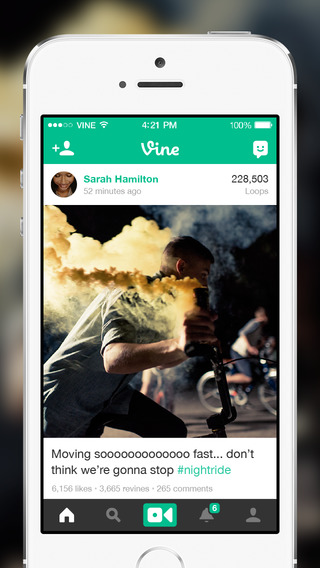 VINE 4:21 PM 100%
Vine
Sarah Hamilton 228,503
52 minutes ago Loops
Moving sooooooooooooo fast... don't
think we're gonna stop #nightride
6,156 likes · 3,665 revines · 265 comments
6